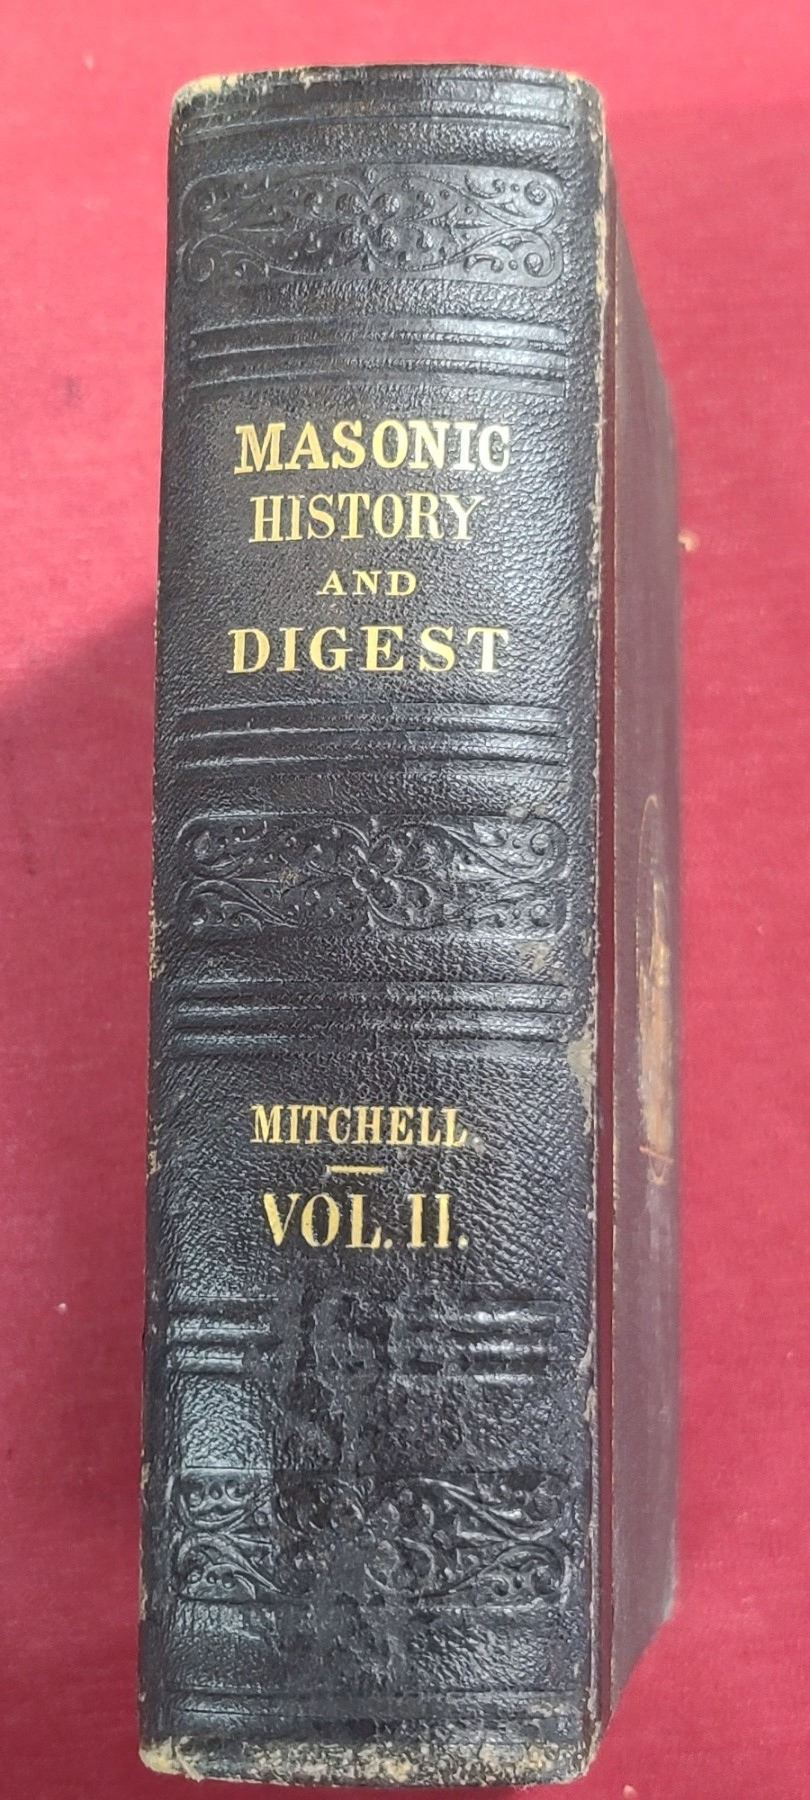 MASONIC
HISTORY
AND
DIGEST
MITCHELL.
VOL. II.